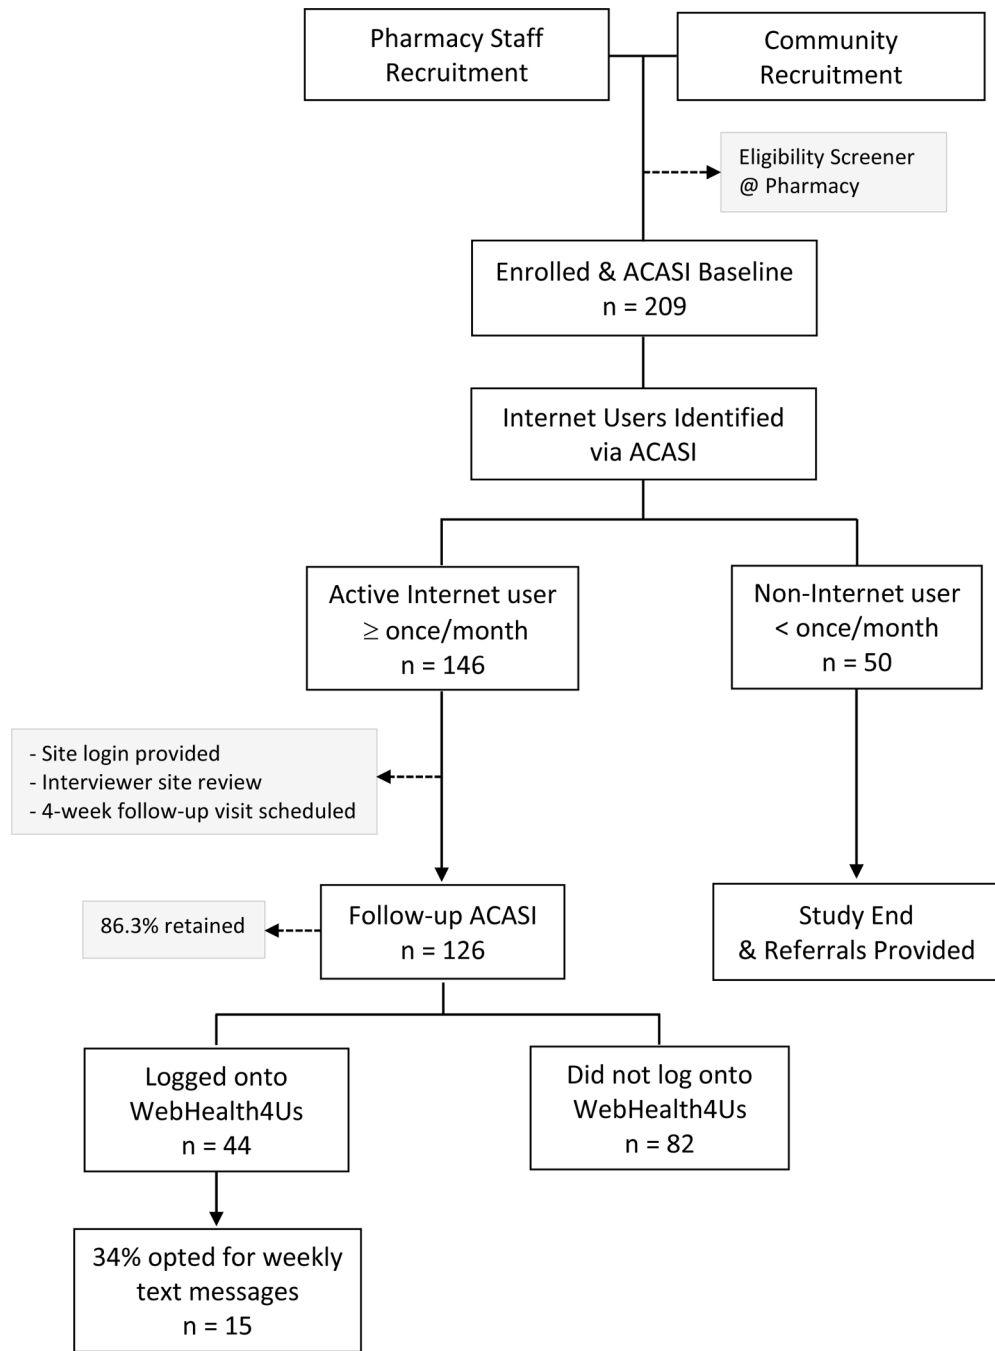 Pharmacy Staff
Recruitment
Community
Recruitment
Eligibility Screener
@ Pharmacy
Enrolled & ACASI Baseline
n = 209
Internet Users Identified
via ACASI
Active Internet user
≥ once/month
n = 146
Non-Internet user
< once/month
n = 50
- Site login provided
- Interviewer site review
- 4-week follow-up visit scheduled
86.3% retained
Follow-up ACASI
n = 126
Study End
& Referrals Provided
Logged onto
WebHealth4Us
n = 44
Did not log onto
WebHealth4Us
n = 82
34% opted for weekly
text messages
n = 15